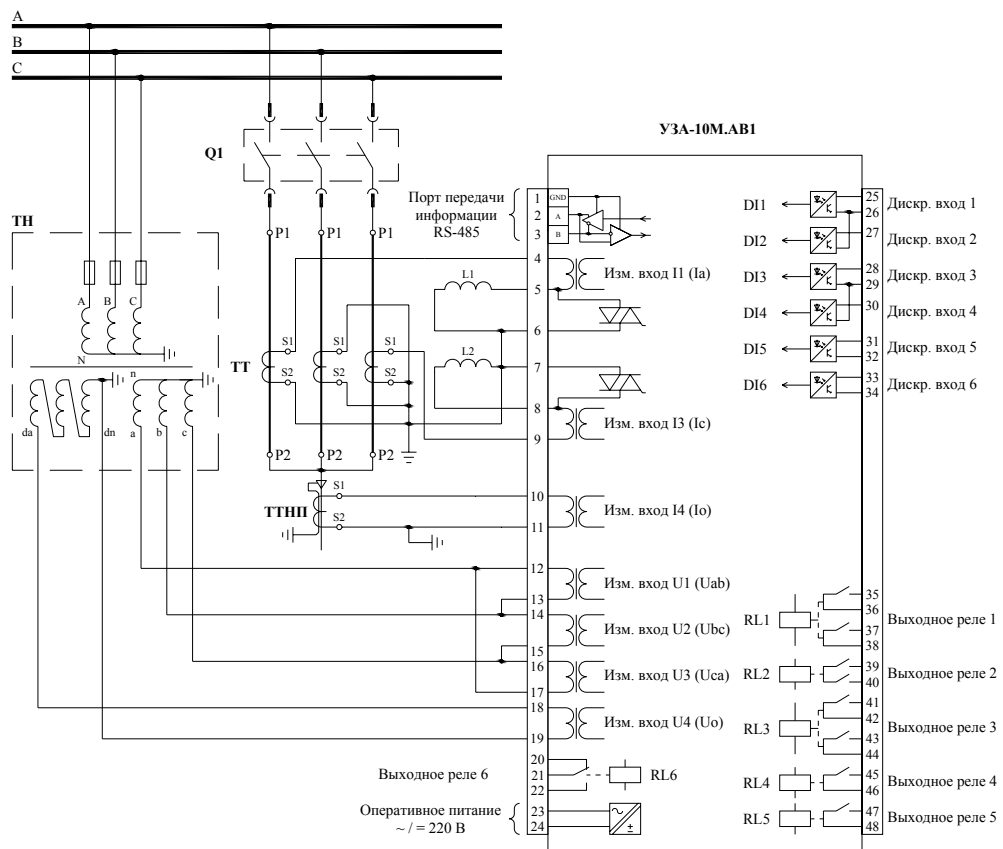 A
B
C
УЗА-10М.АВ1
Q1
ТН
A
B
C
N
n
da
dn
a
b
c
P1
P1
P1
ТТ
S1
S1
S1
S2
S2
S2
P2
P2
P2
ТТНП
S1
S2
L1
L2
Порт передачи
информации
RS-485
1
2
3
4
5
6
7
8
9
10
11
12
13
14
15
16
17
18
19
20
21
22
23
24
GND
A
B
Изм. вход I1 (Ia)
Изм. вход I3 (Ic)
Изм. вход I4 (Io)
Изм. вход U1 (Uab)
Изм. вход U2 (Ubc)
Изм. вход U3 (Uca)
Изм. вход U4 (Uo)
Выходное реле 6
RL6
Оперативное питание
~ / = 220 В
DI1
DI2
DI3
DI4
DI5
DI6
25
26
27
28
29
30
31
32
33
34
Дискр. вход 1
Дискр. вход 2
Дискр. вход 3
Дискр. вход 4
Дискр. вход 5
Дискр. вход 6
RL1
RL2
RL3
RL4
RL5
35
36
37
38
39
40
41
42
43
44
45
46
47
48
Выходное реле 1
Выходное реле 2
Выходное реле 3
Выходное реле 4
Выходное реле 5